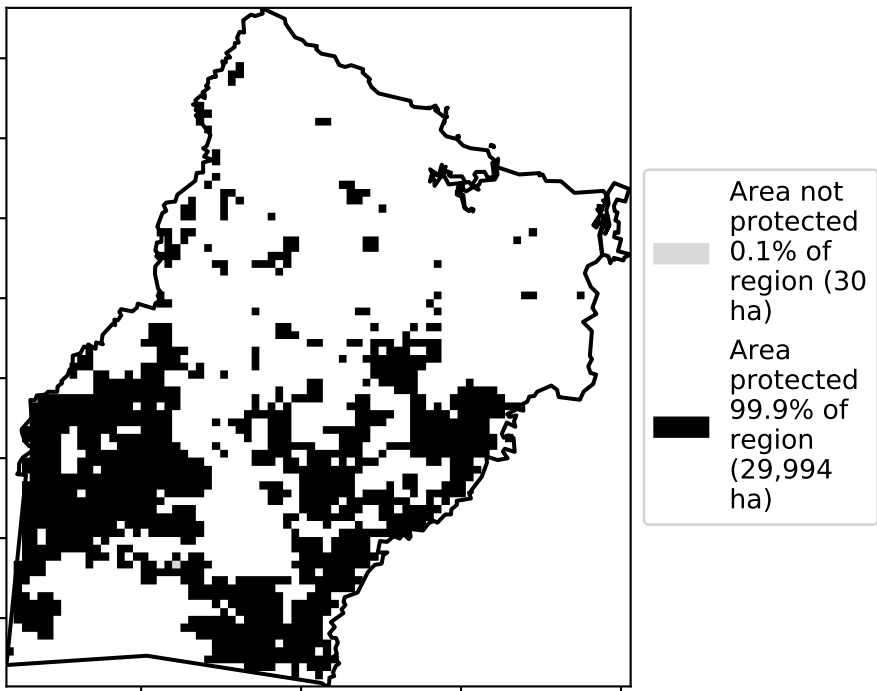 Area not
protected
0.1% of
region (30
ha)
Area
protected
99.9% of
region
(29,994
ha)